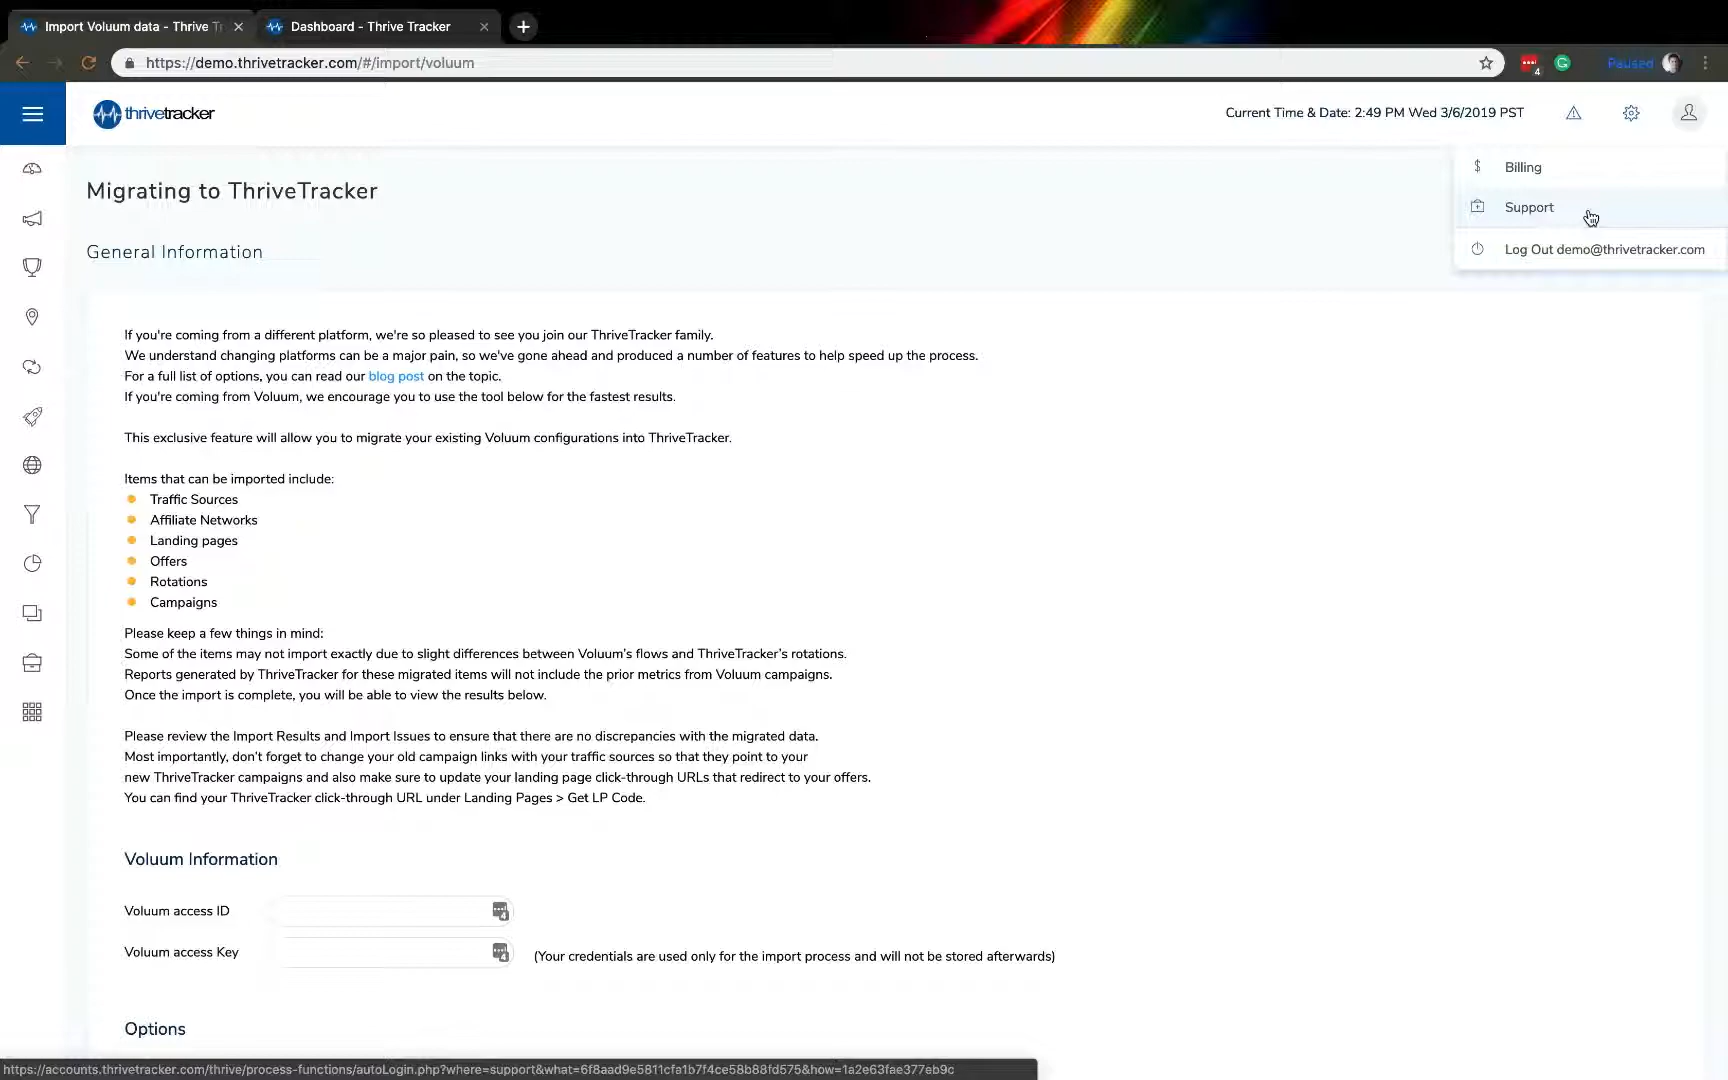 Import Voluum data - Thrive Tr
Dashboard - Thrive Tracker
https://demo.thrivetracker.com/#/import/voluum
4
Paused
thrivetracker
Current Time & Date: 2:49 PM Wed 3/6/2019 PST
Billing
Support
Log Out demo@thrivetracker.com
Migrating to ThriveTracker
General Information
If you're coming from a different platform, we're so pleased to see you join our ThriveTracker family.
We understand changing platforms can be a major pain, so we've gone ahead and produced a number of features to help speed up the process.
For a full list of options, you can read our blog post on the topic.
If you're coming from Voluum, we encourage you to use the tool below for the fastest results.
This exclusive feature will allow you to migrate your existing Voluum configurations into ThriveTracker.
Items that can be imported include:
Traffic Sources
Affiliate Networks
Landing pages
Offers
Rotations
Campaigns
Please keep a few things in mind:
Some of the items may not import exactly due to slight differences between Voluum's flows and ThriveTracker's rotations.
Reports generated by ThriveTracker for these migrated items will not include the prior metrics from Voluum campaigns.
Once the import is complete, you will be able to view the results below.
Please review the Import Results and Import Issues to ensure that there are no discrepancies with the migrated data.
Most importantly, don't forget to change your old campaign links with your traffic sources so that they point to your
new ThriveTracker campaigns and also make sure to update your landing page click-through URLs that redirect to your offers.
You can find your ThriveTracker click-through URL under Landing Pages > Get LP Code.
Voluum Information
Voluum access ID
4
Voluum access Key
4
(Your credentials are used only for the import process and will not be stored afterwards)
Options
https://accounts.thrivetracker.com/thrive/process-functions/autoLogin.php?where=support&what=6f8aad9e5811cfa1b7f4ce58b88fd575&how=1a2e63fae377eb9c